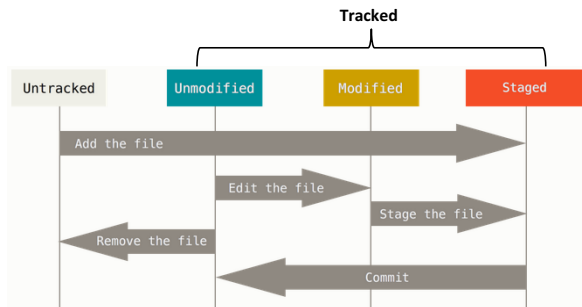 Tracked
Untracked
Unmodified
Modified
Staged
Add the file
Edit the file
Stage the file
Remove the file
Commit